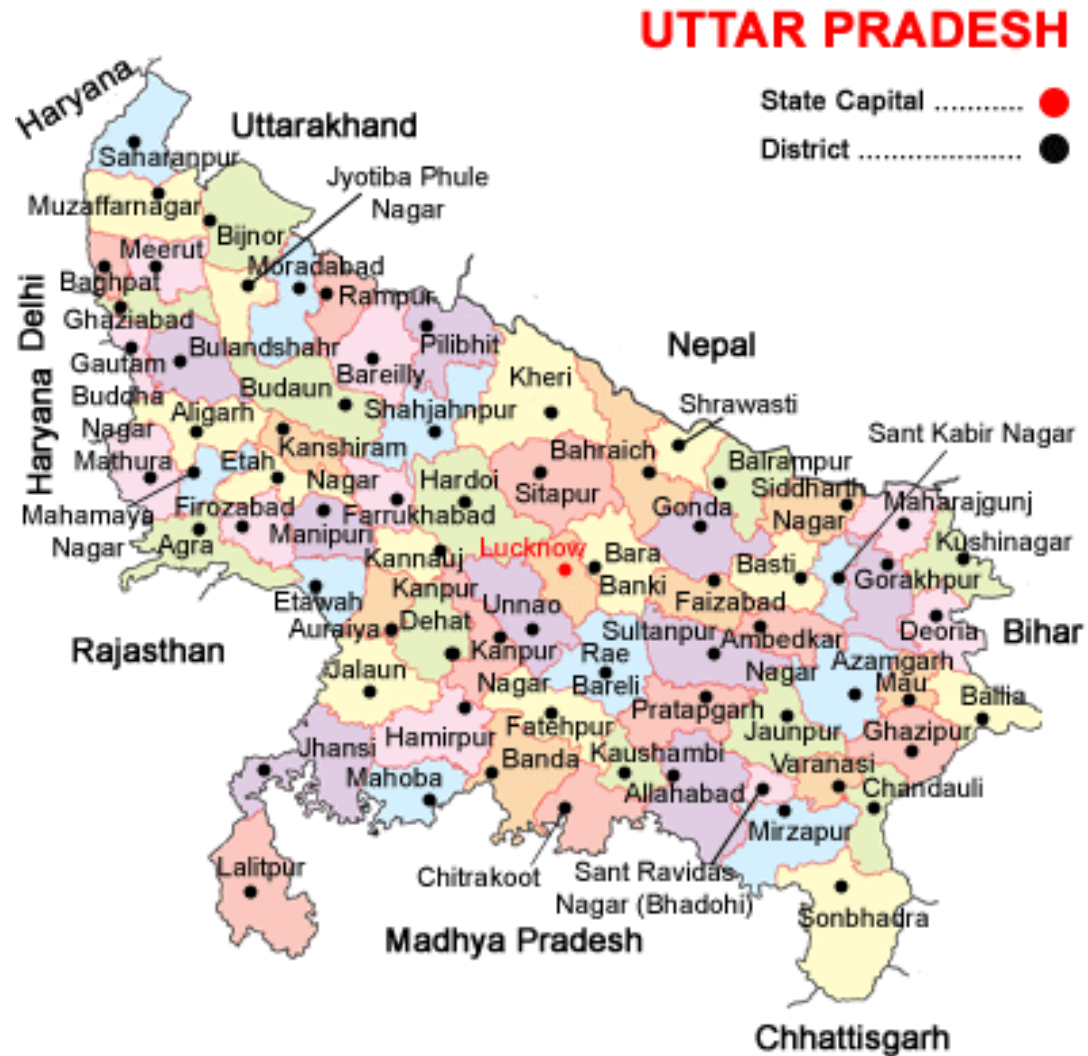 UTTAR PRADESH
State Capital ...........
District .....................
Haryana
Uttarakhand
Saharanpur
Jyotiba Phule
Nagar
Muzaffarnagar
Bijnor
Meerut
Moradabad
Baghpat
Rampur
Haryana
Delhi
Ghaziabad
Bulandshahr
Pilibhit
Nepal
Gautam
Buddha
Nagar
Bareilly
Kheri
Budaun
Shahjahnpur
Shrawasti
Aligarh
Sant Kabir Nagar
Kanshiram
Nagar
Bahraich
Balrampur
Mathura
Etah
Hardoi
Sitapur
Siddharth
Nagar
Maharajgunj
Mahamaya
Nagar
Firozabad
Farrukhabad
Gonda
Manipuri
Agra
Kannauj
Lucknow
Bara
Banki
Basti
Kushinagar
Gorakhpur
Etawah
Kanpur
Dehat
Unnao
Faizabad
Rajasthan
Auraiya
Kanpur
Nagar
Rae
Bareli
Sultanpur
Ambedkar
Nagar
Deoria
Bihar
Jalaun
Azamgarh
Mau
Ballia
Fatehpur
Pratapgarh
Jaunpur
Ghazipur
Jhansi
Hamirpur
Banda
Kaushambi
Varanasi
Mahoba
Allahabad
Chandauli
Mirzapur
Lalitpur
Chitrakoot
Sant Ravidas
Nagar (Bhadohi)
Sonbhadra
Madhya Pradesh
Chhattisgarh